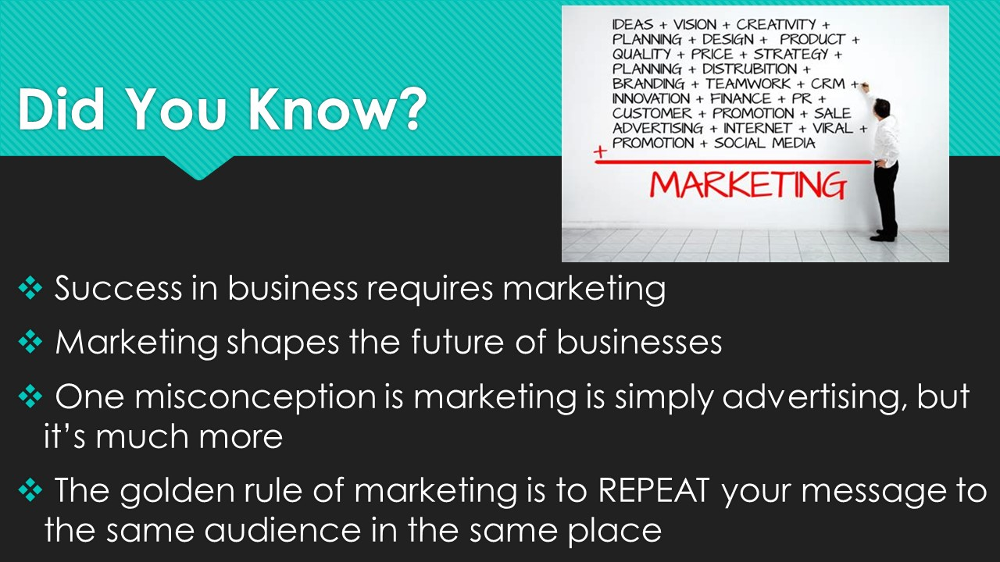 Did You Know?
IDEAS + VISION + CREATIVITY +
PLANNING + DESIGN + PRODUCT +
QUALITY + PRICE + STRATEGY +
PLANNING + DISTRUBITION +
BRANDING + TEAMWORK + CRM +
INNOVATION + FINANCE + PR +
CUSTOMER + PROMOTION + SALE
ADVERTISING + INTERNET + VIRAL +
+ PROMOTION + SOCIAL MEDIA
MARKETING
❖ Success in business requires marketing
❖ Marketing shapes the future of businesses
❖ One misconception is marketing is simply advertising, but
it’s much more
❖ The golden rule of marketing is to REPEAT your message to
the same audience in the same place